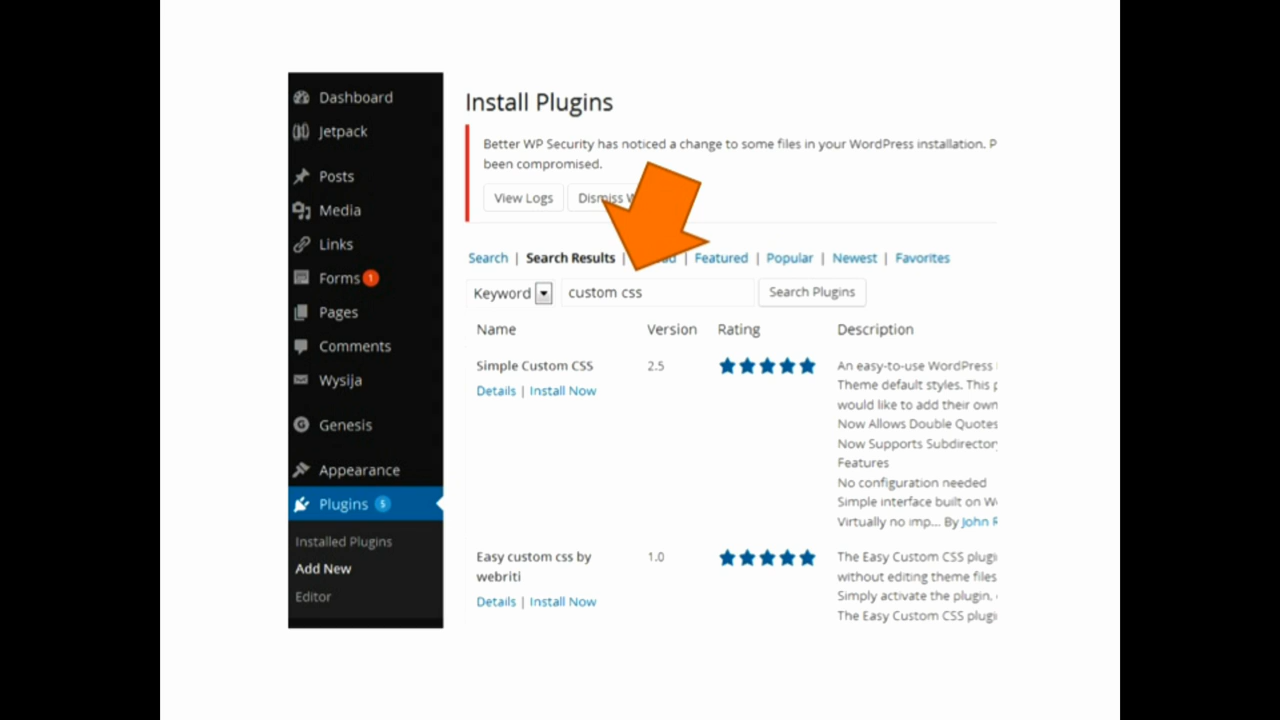 Dashboard
Jetpack
Posts
Media
Links
Forms 1
Pages
Comments
Wysija
Genesis
Appearance
Plugins 5
Installed Plugins
Add New
Editor
Install Plugins
Better WP Security has noticed a change to some files in your WordPress installation. P
been compromised.
View Logs
Dismiss W
Search | Search Results | | Featured | Popular | Newest | Favorites
Keyword custom css Search Plugins
Name Version Rating Description
Simple Custom CSS 2.5 An easy-to-use WordPress
Details | Install Now Theme default styles. This p
would like to add their own
Now Allows Double Quotes
Now Supports Subdirectory
Features
No configuration needed
Simple interface built on W
Virtually no imp... By John R
Easy custom css by 1.0 The Easy Custom CSS plugi
webriti without editing theme files
Details | Install Now Simply activate the plugin,
The Easy Custom CSS plugi